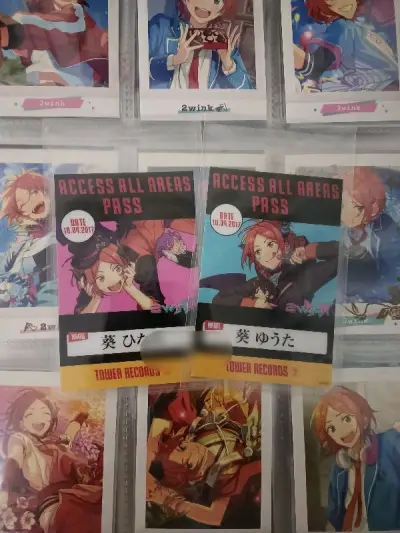 2wink
2wink
2wink
ACCESS ALL AREAS
PASS
DATE
10.04.2017
葵 ひな
TOWER RECORDS
ACCESS ALL AREAS
PASS
DATE
10.04.2017
葵 ゆうた
TOWER RECORDS